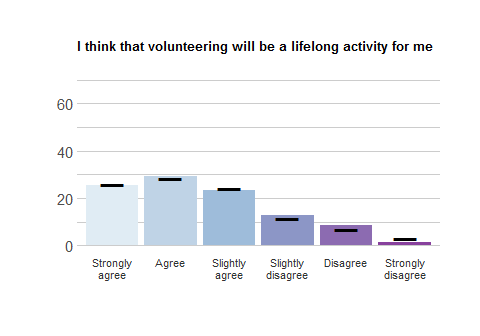 I think that volunteering will be a lifelong activity for me
60
40
20
0
Strongly
agree
Agree
Slightly
agree
Slightly
disagree
Disagree
Strongly
disagree